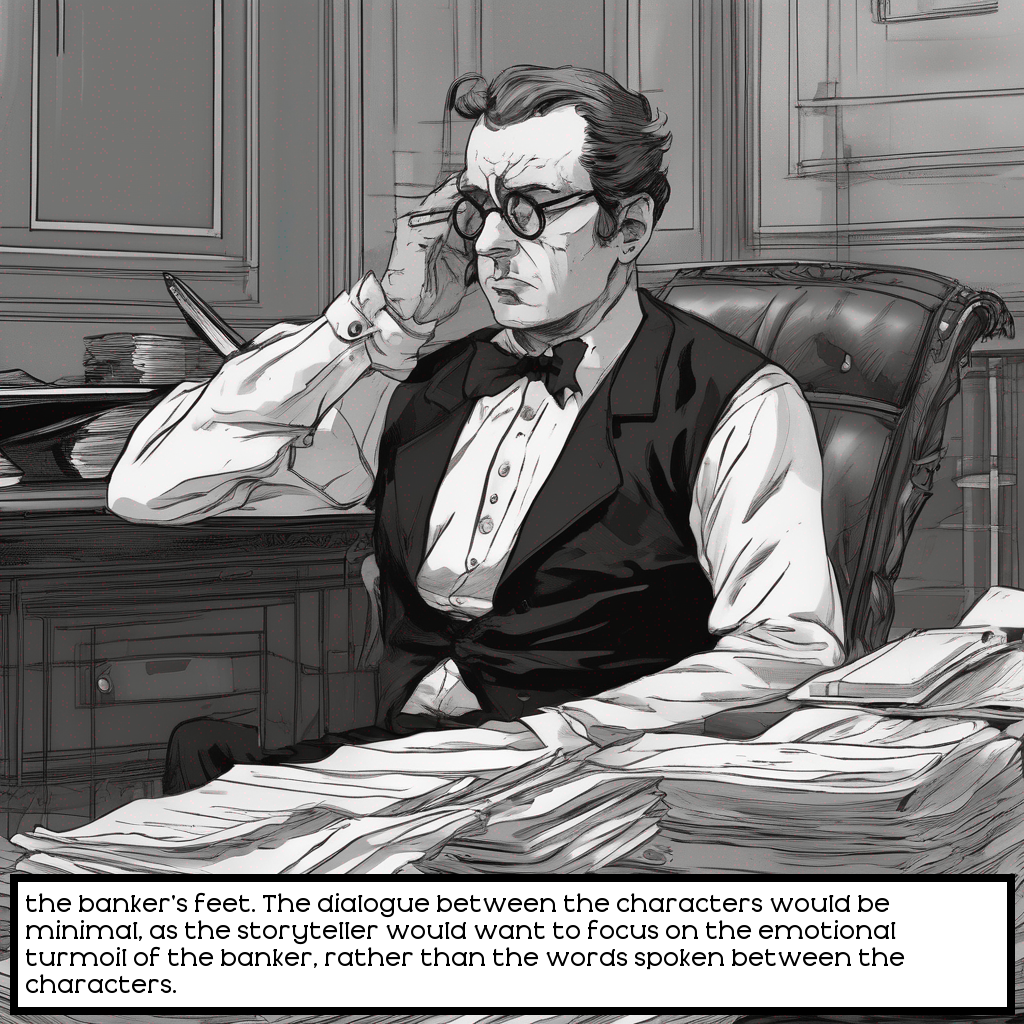 the banker's feet. The dialogue between the characters would be
minimal, as the storyteller would want to focus on the emotional
turmoil of the banker, rather than the words spoken between the
characters.